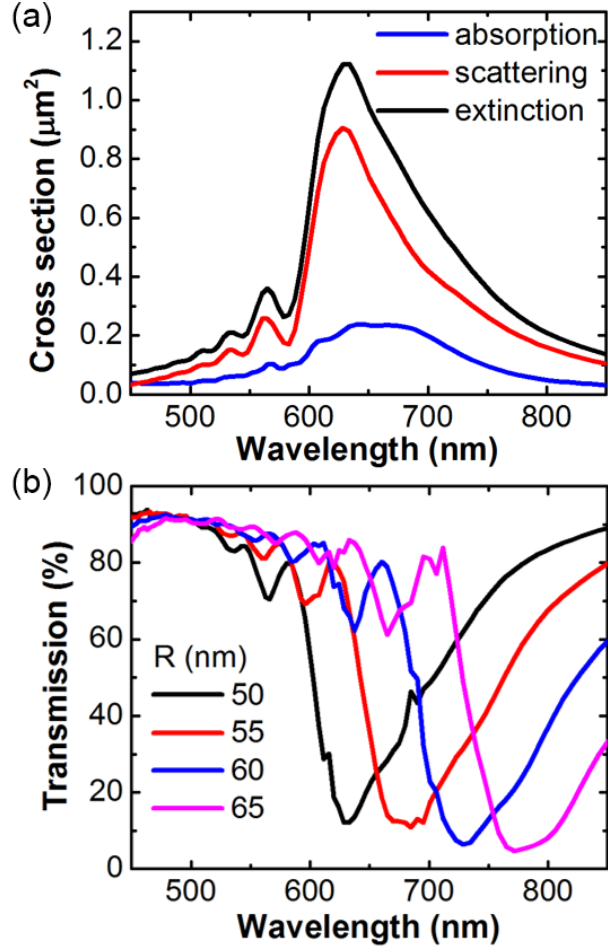 (a)
1.2
1.0
0.8
0.6
0.4
0.2
0.0
Cross section (μm²)
absorption
scattering
extinction
500 600 700 800
Wavelength (nm)
(b)
100
80
60
40
20
0
Transmission (%)
R (nm)
50
55
60
65
500 600 700 800
Wavelength (nm)